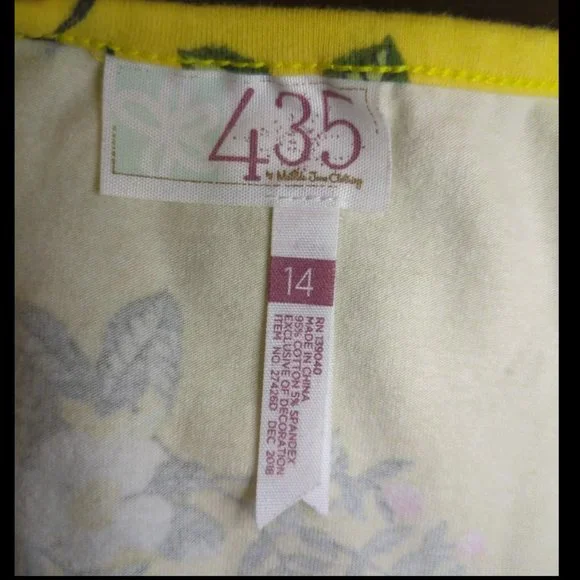 435
by Matilda Jane Clothing
14
RN 139040
MADE IN CHINA
95% COTTON 5% SPANDEX
EXCLUSIVE OF DECORATION
ITEM NO. 27426D DEC 2018